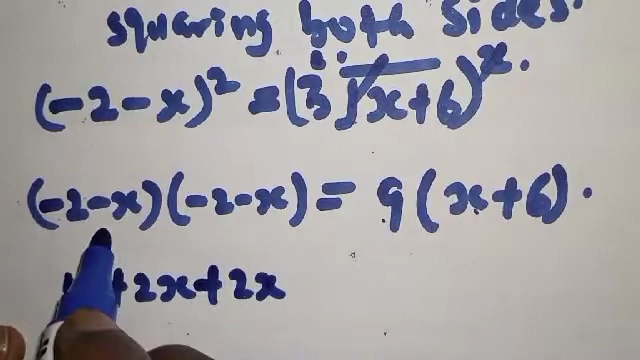 squaring both sides.
(-2-x)² = (3√x+6)².
(-2-x)(-2-x) = 9(x+6).
+2x+2x